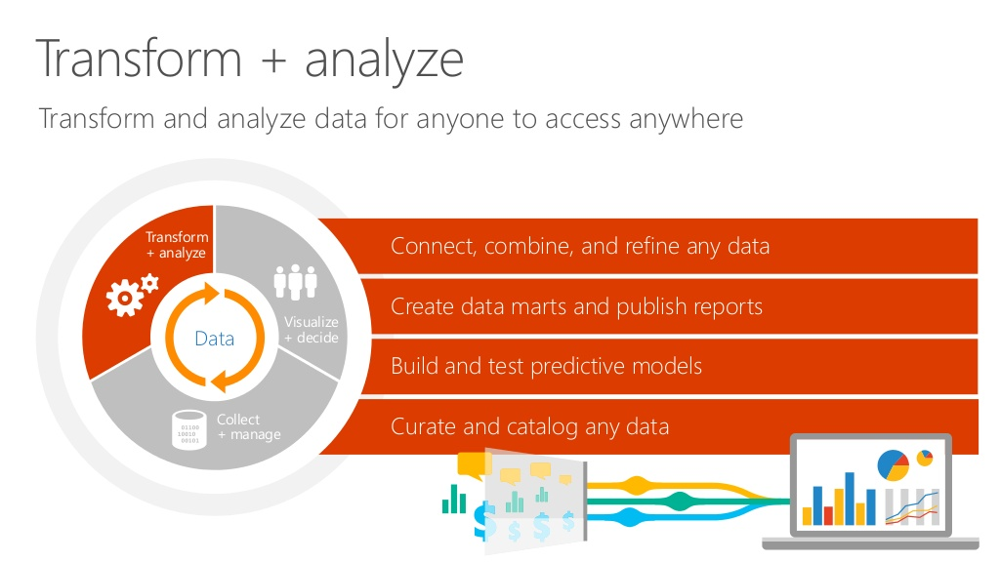 Transform + analyze
Transform and analyze data for anyone to access anywhere
Transform
+ analyze
Visualize
+ decide
Data
Collect
+ manage
01100
10010
00101
Connect, combine, and refine any data
Create data marts and publish reports
Build and test predictive models
Curate and catalog any data
$
$
$
$